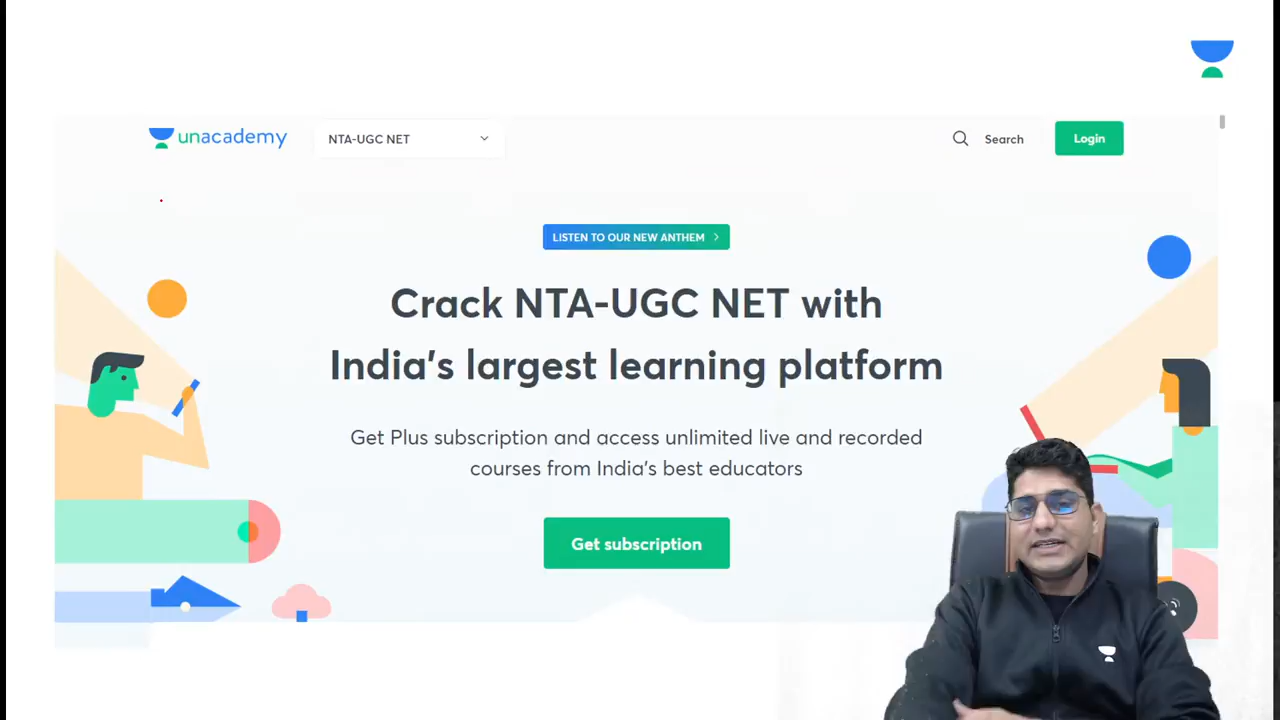 unacademy
NTA-UGC NET
Search
Login
LISTEN TO OUR NEW ANTHEM
Crack NTA-UGC NET with
India's largest learning platform
Get Plus subscription and access unlimited live and recorded
courses from India's best educators
Get subscription